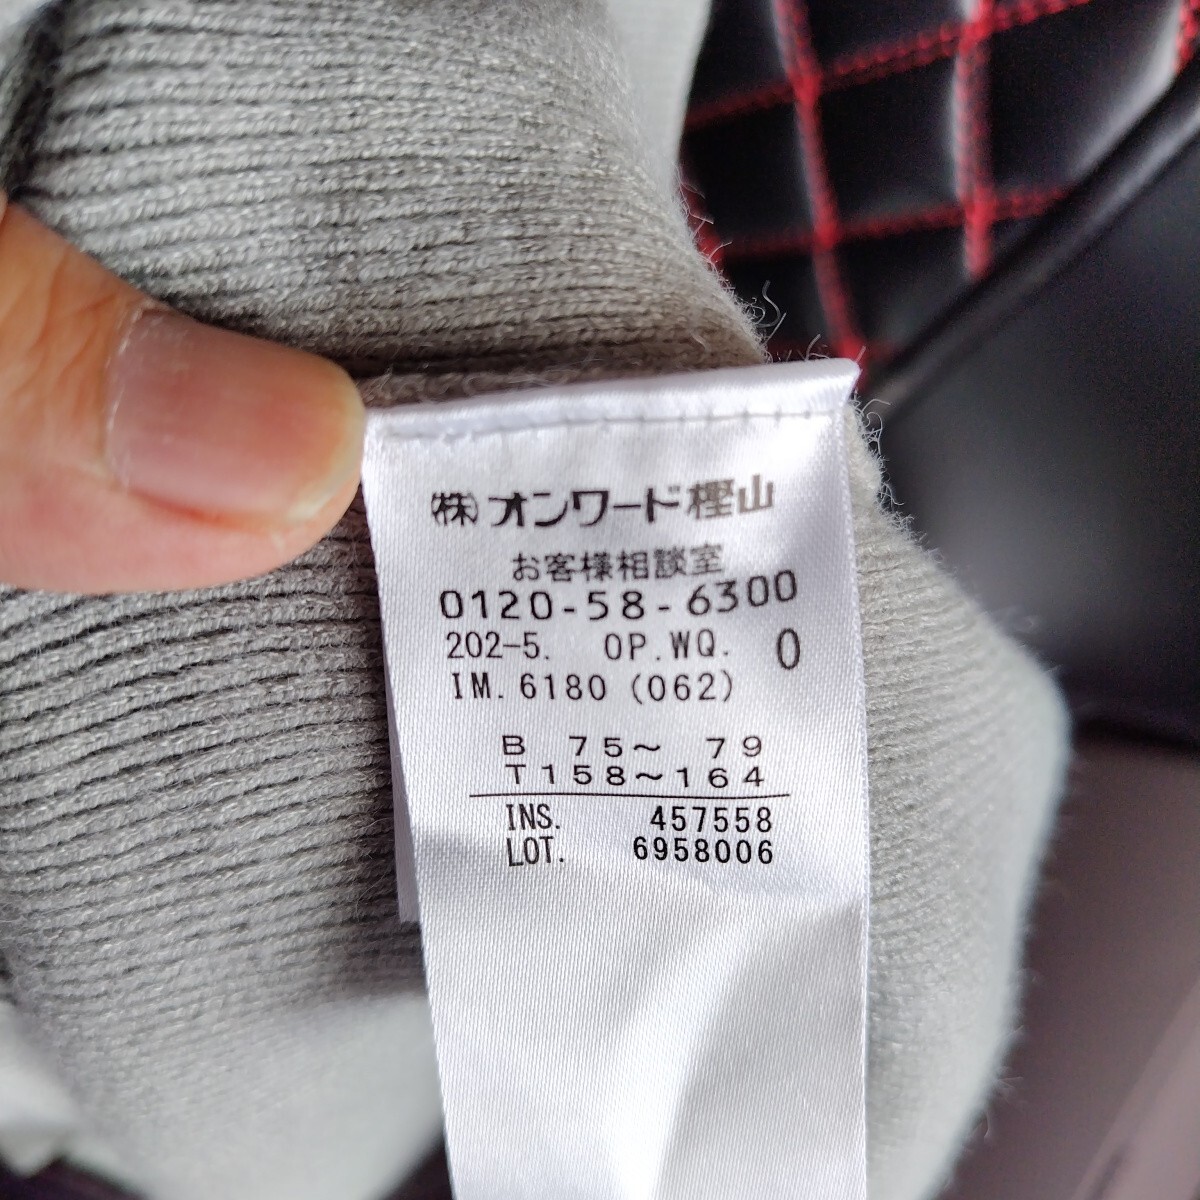 ㈱オンワード樫山
お客様相談室
0120-58-6300
202-5. OP.WQ. 0
IM.6180 (062)
B 75～ 79
T158～164
INS. 457558
LOT. 6958006